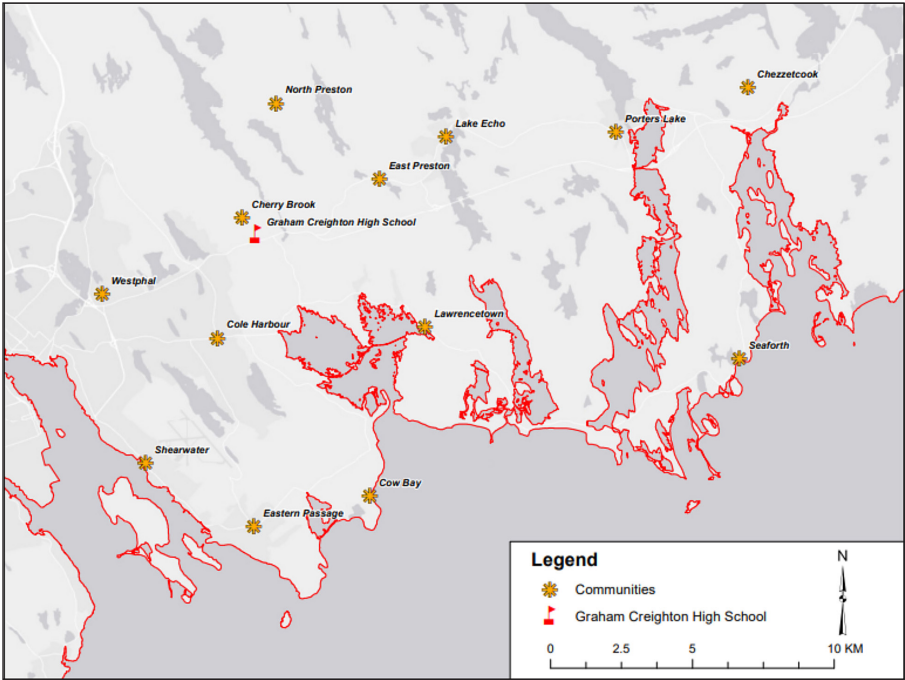 Chezzetcook
North Preston
Lake Echo
Porters Lake
East Preston
Cherry Brook
Graham Creighton High School
Westphal
Lawrencetown
Cole Harbour
Seaforth
Shearwater
Cow Bay
Eastern Passage
Legend
N
Communities
Graham Creighton High School
0 2.5 5 10 KM